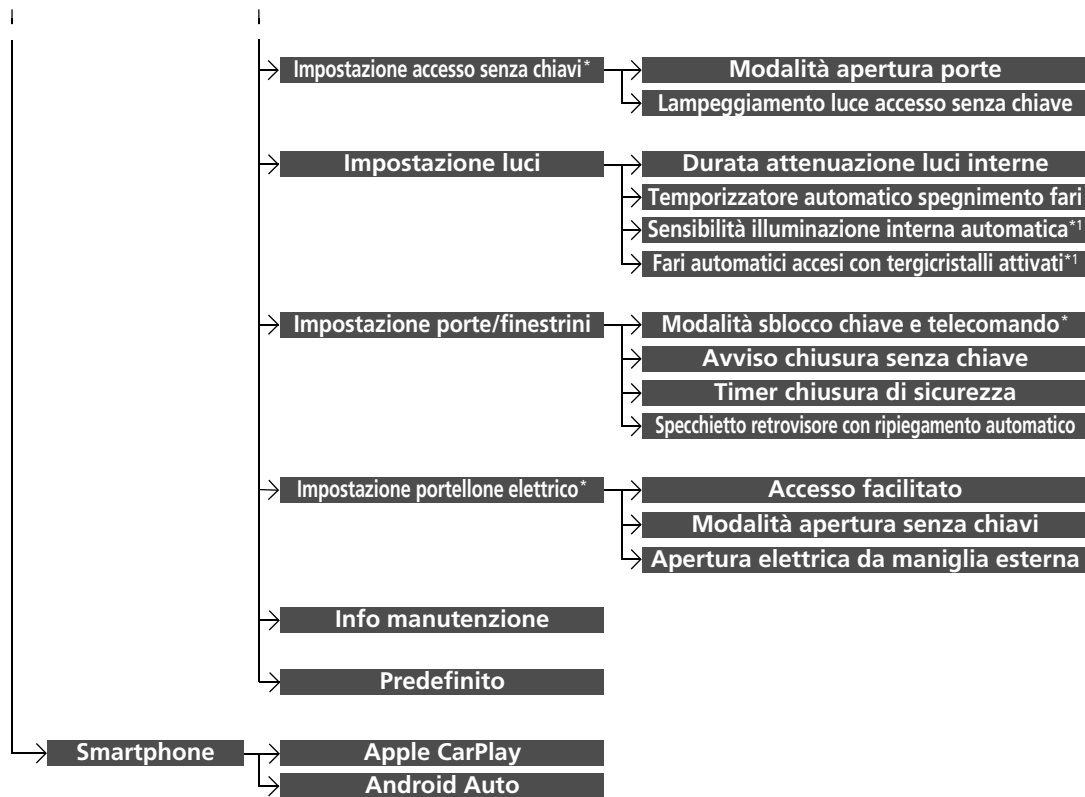 Impostazione accesso senza chiavi*
Modalità apertura porte
Lampeggiamento luce accesso senza chiave
Impostazione luci
Durata attenuazione luci interne
Temporizzatore automatico spegnimento fari
Sensibilità illuminazione interna automatica*1
Fari automatici accesi con tergicristalli attivati*1
Impostazione porte/finestrini
Modalità sblocco chiave e telecomando*
Avviso chiusura senza chiave
Timer chiusura di sicurezza
Specchietto retrovisore con ripiegamento automatico
Impostazione portellone elettrico*
Accesso facilitato
Modalità apertura senza chiavi
Apertura elettrica da maniglia esterna
Info manutenzione
Predefinito
Smartphone
Apple CarPlay
Android Auto